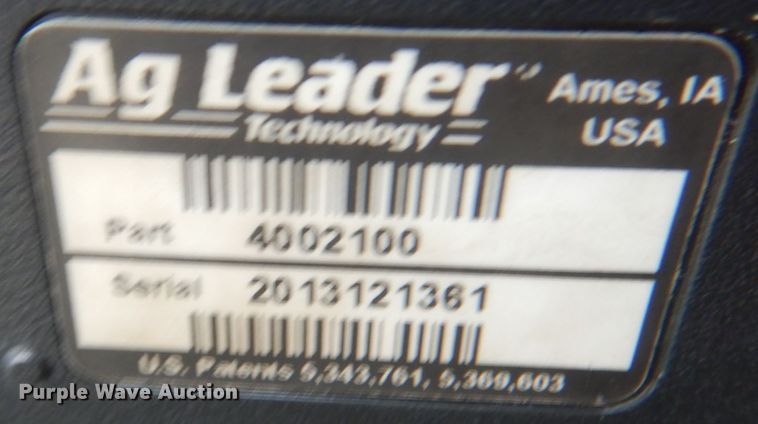 Ag Leader Ames, IA
Technology USA
Part 4002100
Serial 2013121361
U.S. Patents 5,343,761, 5,369,603
Purple Wave Auction